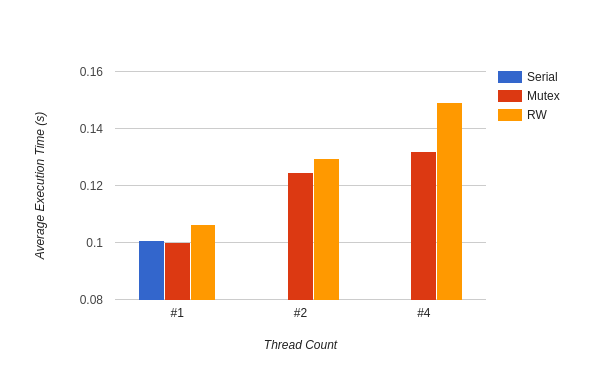 0.16
0.14
0.12
0.1
0.08
Average Execution Time (s)
#1
#2
#4
Thread Count
Serial
Mutex
RW